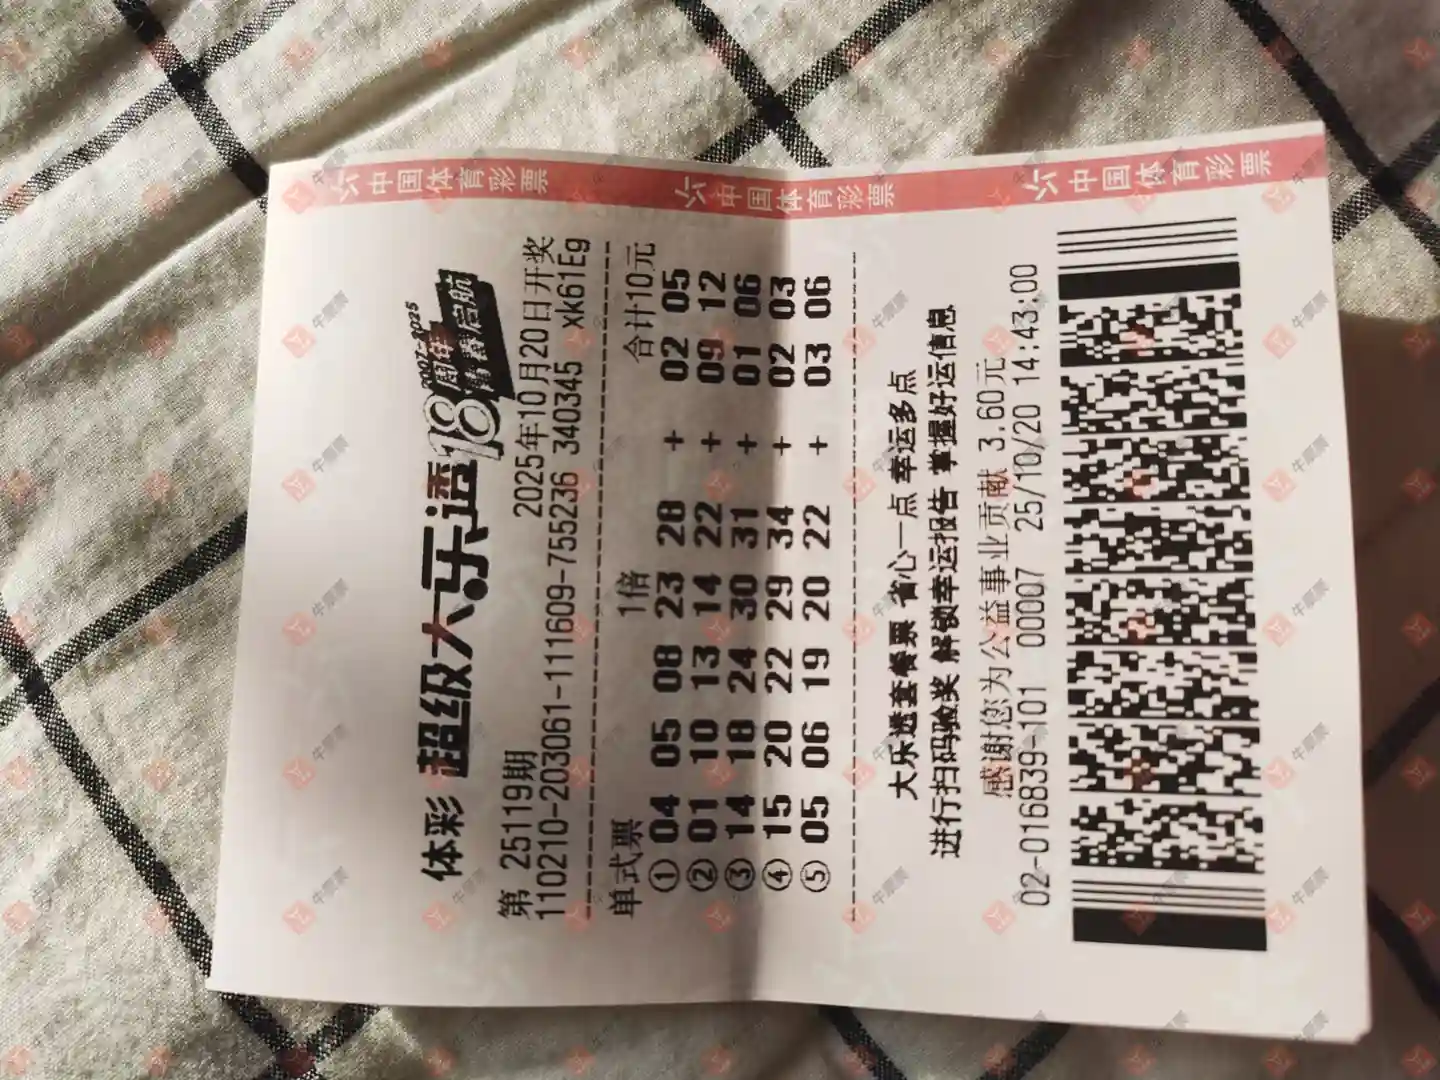 中国体育彩票 中国体育彩票 中国体育彩票
体彩 超级大乐透 18周年 2007-2025
第 25119期 2025年10月20日开奖
110210-203061-111609-755236 340345 xk61Eg
单式票 1倍 合计10元
① 04 05 08 23 28 + 02 05
② 01 10 13 14 22 + 09 12
③ 14 18 24 30 31 + 01 06
④ 15 20 22 29 34 + 02 03
⑤ 05 06 19 20 22 + 03 06
大乐透套餐票 省心一点 幸运多点
进行扫码验奖 解锁幸运报告 掌握好运信息
感谢您为公益事业贡献 3.60元
02-016839-101 00007 25/10/20 14:43:00